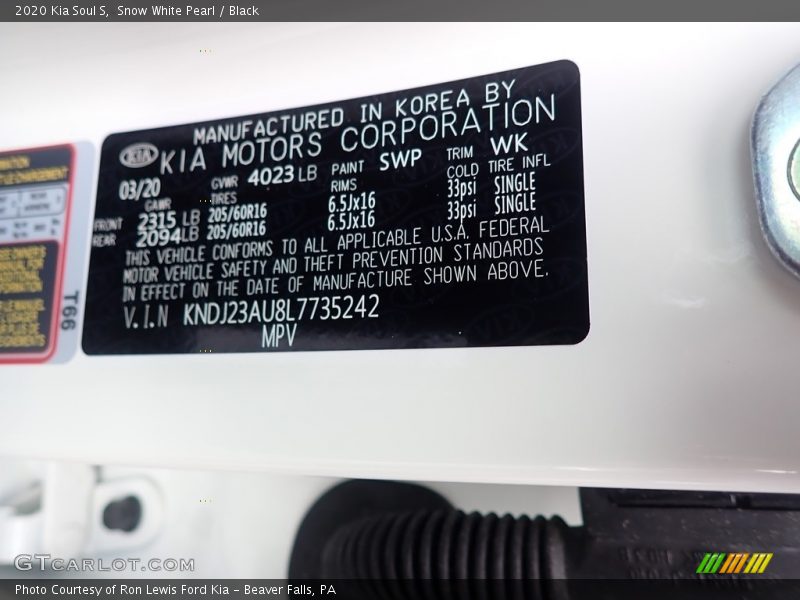 2020 Kia Soul S, Snow White Pearl / Black
MANUFACTURED IN KOREA BY
KIA KIA MOTORS CORPORATION
03/20 GVWR 4023 LB PAINT SWP TRIM WK
GAWR TIRES RIMS COLD TIRE INFL
FRONT 2315 LB 205/60R16 6.5Jx16 33psi SINGLE
REAR 2094LB 205/60R16 6.5Jx16 33psi SINGLE
THIS VEHICLE CONFORMS TO ALL APPLICABLE U.S.A. FEDERAL
MOTOR VEHICLE SAFETY AND THEFT PREVENTION STANDARDS
IN EFFECT ON THE DATE OF MANUFACTURE SHOWN ABOVE.
V.I.N KNDJ23AU8L7735242
MPV
T66
GTCARLOT.COM
Photo Courtesy of Ron Lewis Ford Kia - Beaver Falls, PA